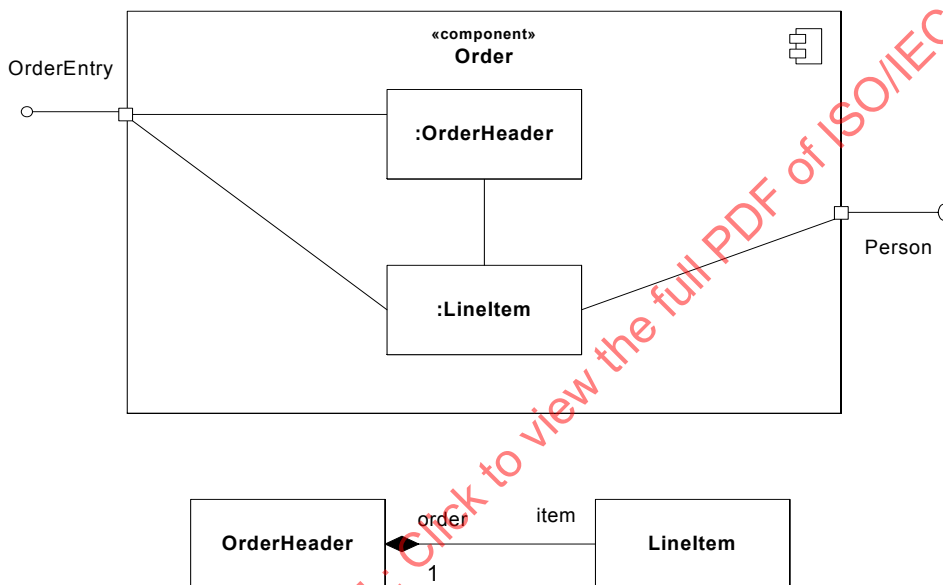 «component»
Order
OrderEntry
:OrderHeader
Person
:LineItem
OrderHeader
order
item
LineItem
1
: Click to view the full PDF of ISO/IEC